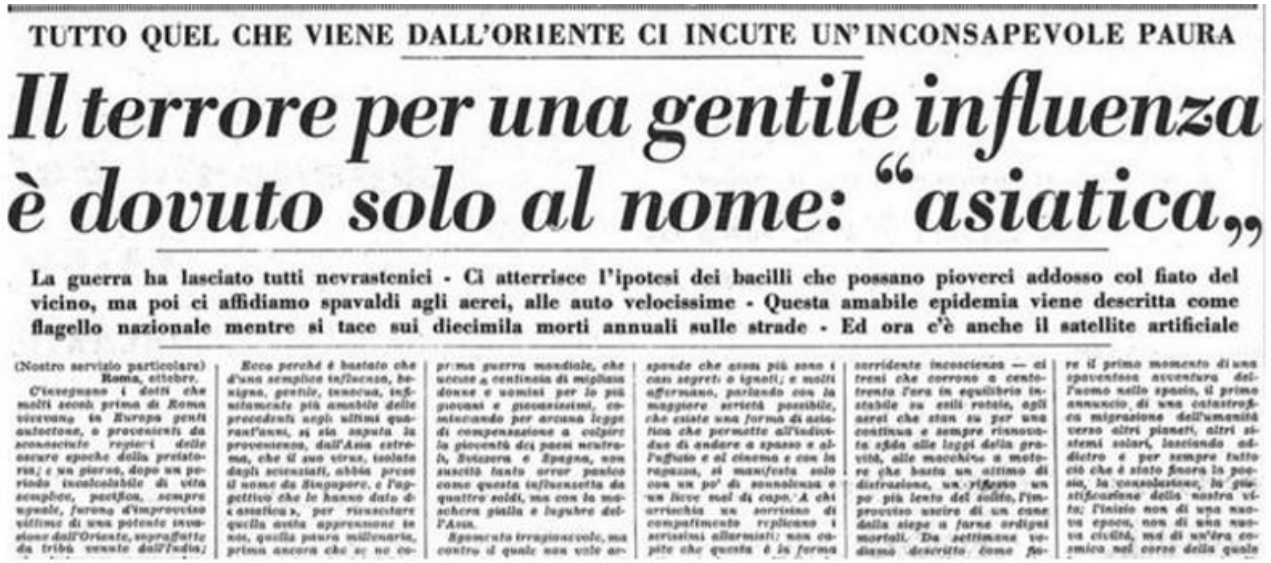 TUTTO QUEL CHE VIENE DALL'ORIENTE CI INCUTE UN'INCONSAPEVOLE PAURA
Il terrore per una gentile influenza
è dovuto solo al nome: “asiatica„
La guerra ha lasciato tutti nevrastenici - Ci atterrisce l'ipotesi dei bacilli che possano pioverci addosso col fiato del
vicino, ma poi ci affidiamo spavaldi agli aerei, alle auto velocissime - Questa amabile epidemia viene descritta come
flagello nazionale mentre si tace sui diecimila morti annuali sulle strade - Ed ora c'è anche il satellite artificiale
(Nostro servizio particolare)
Roma, ottobre.
C'insegnano i dotti che
molti secoli prima di Roma
vivevano in Europa genti
autoctone, o provenienti da
sconosciute regioni delle
oscure epoche della preisto-
ria; e un giorno, dopo un pe-
riodo incalcolabile di vita
semplice, pacifica, sempre
uguale, furono d'improvviso
vittime di una potente inva-
sione dall'Oriente, sopraffatte
da tribù venute dall'India;
Ecco perché è bastato che
d'una semplice influenza, be-
nigna, gentile, innocua, infi-
nitamente più amabile delle
precedenti negli ultimi qua-
rant'anni, si sia saputa la
provenienza, dall'Asia estre-
ma, che il suo virus, isolato
dagli scienziati, abbia preso
il nome da Singapore, e l'ag-
gettivo che le hanno dato di
«asiatica», per risuscitare
quella avita apprensione in
noi, quella paura millenaria,
prima ancora che se ne co-
prima guerra mondiale, che
uccise a centinaia di migliaia
donne e uomini per lo più
giovani e giovanissimi, co-
minciando per arcana legge
di compensazione a colpire
la gioventù dei paesi neutra-
li, Svizzera e Spagna, non
suscitò tanto orror panico
come questa influensetta da
quattro soldi, ma con la ma-
schera gialla e lugubre del-
l'Asia.
Sgomento irragionevole, ma
contro il quale non vale ar-
sponde che assai più sono i
casi segreti o ignoti; e molti
affermano, parlando con la
maggiore serietà possibile,
che esiste una forma di asia-
tica che permette all'indivi-
duo di andare a spasso e al-
l'ufficio e al cinema e con la
ragazza, si manifesta solo
con un po' di sonnolenza e
un lieve mal di capo. A chi
arrischia un sorrisino di
compatimento replicano i
serissimi allarmisti; non ca-
pite che questa è in forma
sorridente incoscienza — ai
treni che corrono a cento-
trenta l'ora in equilibrio in-
stabile su esili rotaie, agli
aerei che stan su per una
continua e sempre rinnova-
ta sfida alle leggi della gra-
vità, alle macchine a moto-
re che basta un attimo di
distrazione, un riflesso un
po più lento del solito, l'im-
provviso uscire di un cane
dalla siepe a farne ordigni
mortali. Da settimane ve-
diamo descritto come fla-
re il primo momento di una
spaventosa avventura del-
l'uomo nello spazio, il primo
annuncio di una catastrofi-
ca migrazione dell'umanità
verso altri pianeti, altri si-
stemi solari, lasciando ad-
dietro e per sempre tutto
ciò che è stato finora la poe-
sia, la consolazione, la giu-
stificazione della nostra vi-
ta; l'inizio non di una nuo-
va epoca, non di una nuo-
va civiltà, ma di un'èra co-
smica nel corso della quale